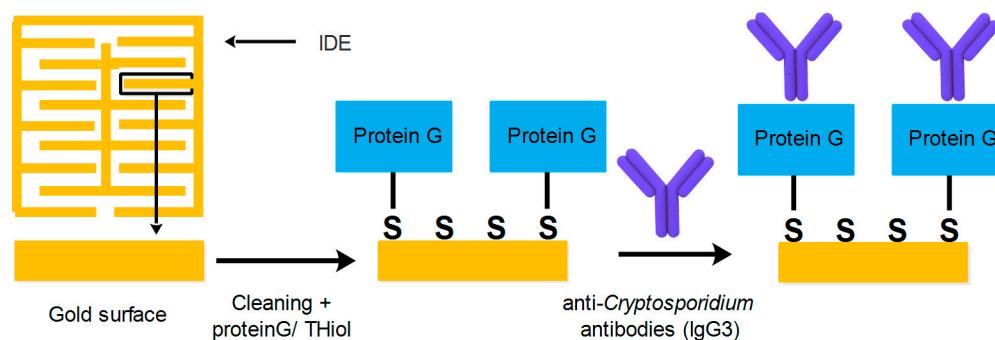 IDE
Gold surface
Cleaning +
proteinG/ THiol
Protein G
Protein G
S S S S
anti-Cryptosporidium
antibodies (IgG3)
Protein G
Protein G
S S S S